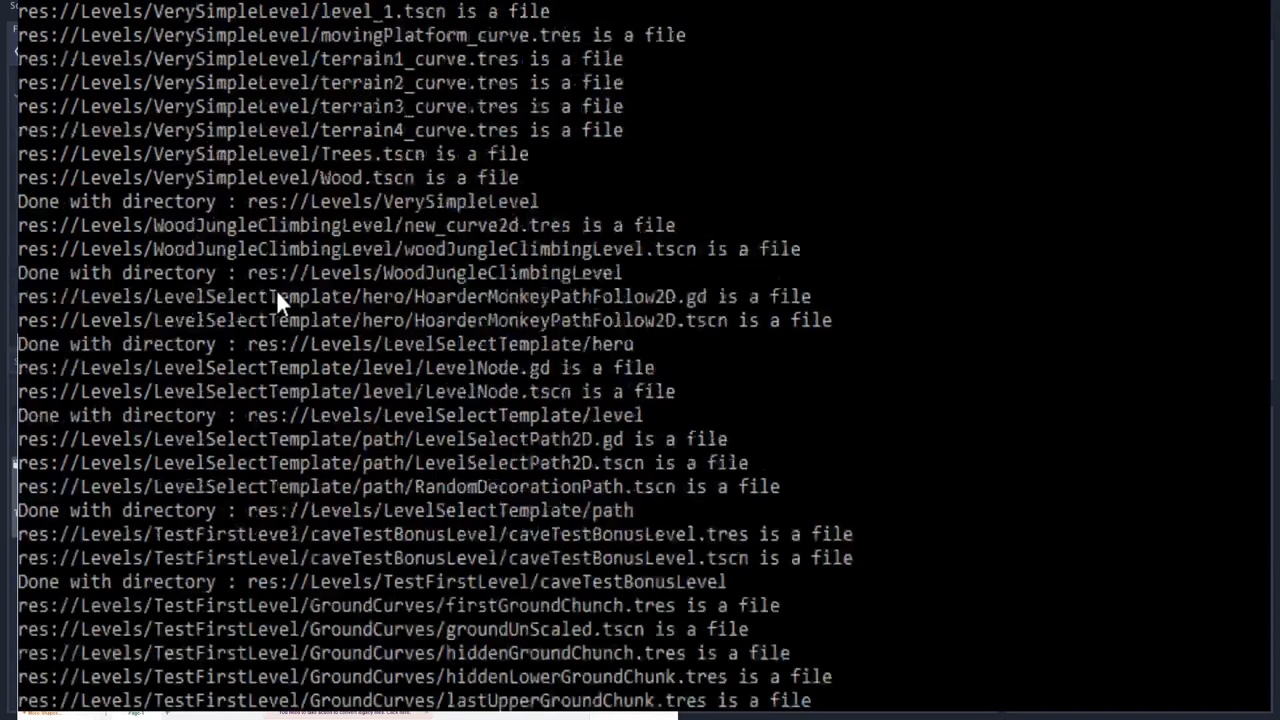 res://Levels/VerySimpleLevel/level_1.tscn is a file
res://Levels/VerySimpleLevel/movingPlatform_curve.tres is a file
res://Levels/VerySimpleLevel/terrain1_curve.tres is a file
res://Levels/VerySimpleLevel/terrain2_curve.tres is a file
res://Levels/VerySimpleLevel/terrain3_curve.tres is a file
res://Levels/VerySimpleLevel/terrain4_curve.tres is a file
res://Levels/VerySimpleLevel/Trees.tscn is a file
res://Levels/VerySimpleLevel/Wood.tscn is a file
Done with directory : res://Levels/VerySimpleLevel
res://Levels/WoodJungleClimbingLevel/new_curve2d.tres is a file
res://Levels/WoodJungleClimbingLevel/woodJungleClimbingLevel.tscn is a file
Done with directory : res://Levels/WoodJungleClimbingLevel
res://Levels/LevelSelectTemplate/hero/HoarderMonkeyPathFollow2D.gd is a file
res://Levels/LevelSelectTemplate/hero/HoarderMonkeyPathFollow2D.tscn is a file
Done with directory : res://Levels/LevelSelectTemplate/hero
res://Levels/LevelSelectTemplate/level/LevelNode.gd is a file
res://Levels/LevelSelectTemplate/level/LevelNode.tscn is a file
Done with directory : res://Levels/LevelSelectTemplate/level
res://Levels/LevelSelectTemplate/path/LevelSelectPath2D.gd is a file
res://Levels/LevelSelectTemplate/path/LevelSelectPath2D.tscn is a file
res://Levels/LevelSelectTemplate/path/RandomDecorationPath.tscn is a file
Done with directory : res://Levels/LevelSelectTemplate/path
res://Levels/TestFirstLevel/caveTestBonusLevel/caveTestBonusLevel.tres is a file
res://Levels/TestFirstLevel/caveTestBonusLevel/caveTestBonusLevel.tscn is a file
Done with directory : res://Levels/TestFirstLevel/caveTestBonusLevel
res://Levels/TestFirstLevel/GroundCurves/firstGroundChunch.tres is a file
res://Levels/TestFirstLevel/GroundCurves/groundUnScaled.tscn is a file
res://Levels/TestFirstLevel/GroundCurves/hiddenGroundChunch.tres is a file
res://Levels/TestFirstLevel/GroundCurves/hiddenLowerGroundChunk.tres is a file
res://Levels/TestFirstLevel/GroundCurves/lastUpperGroundChunk.tres is a file